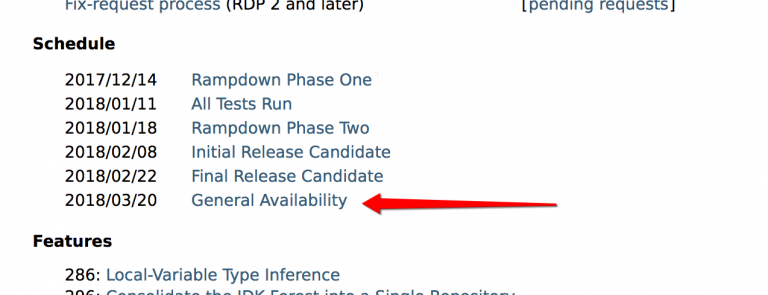 Fix-request process (RDP 2 and later) [pending requests]
Schedule
2017/12/14 Rampdown Phase One
2018/01/11 All Tests Run
2018/01/18 Rampdown Phase Two
2018/02/08 Initial Release Candidate
2018/02/22 Final Release Candidate
2018/03/20 General Availability
Features
286: Local-Variable Type Inference
296: Consolidate the JDK Forest into a Single Repository